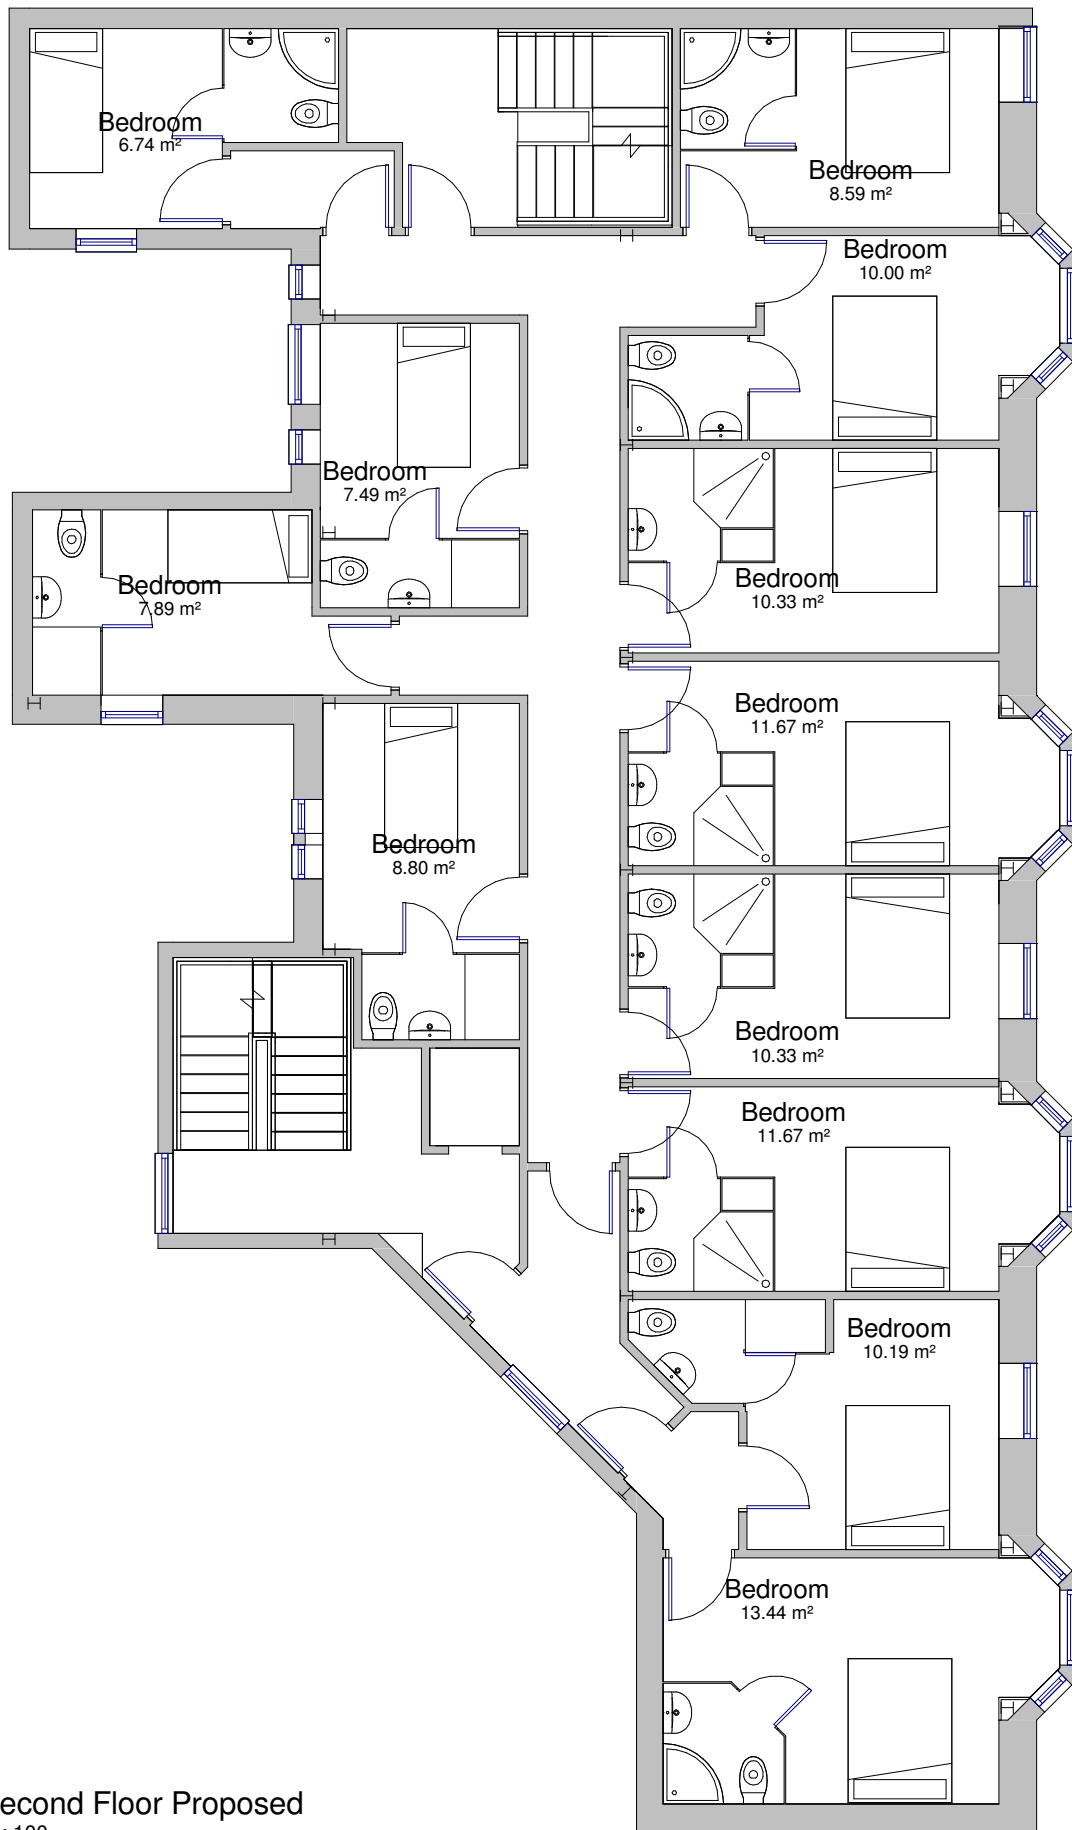 Bedroom
6.74 m²
Bedroom
8.59 m²
Bedroom
10.00 m²
Bedroom
7.49 m²
Bedroom
10.33 m²
Bedroom
7.89 m²
Bedroom
11.67 m²
Bedroom
8.80 m²
Bedroom
10.33 m²
Bedroom
11.67 m²
Bedroom
10.19 m²
Bedroom
13.44 m²
econd Floor Proposed
: 100